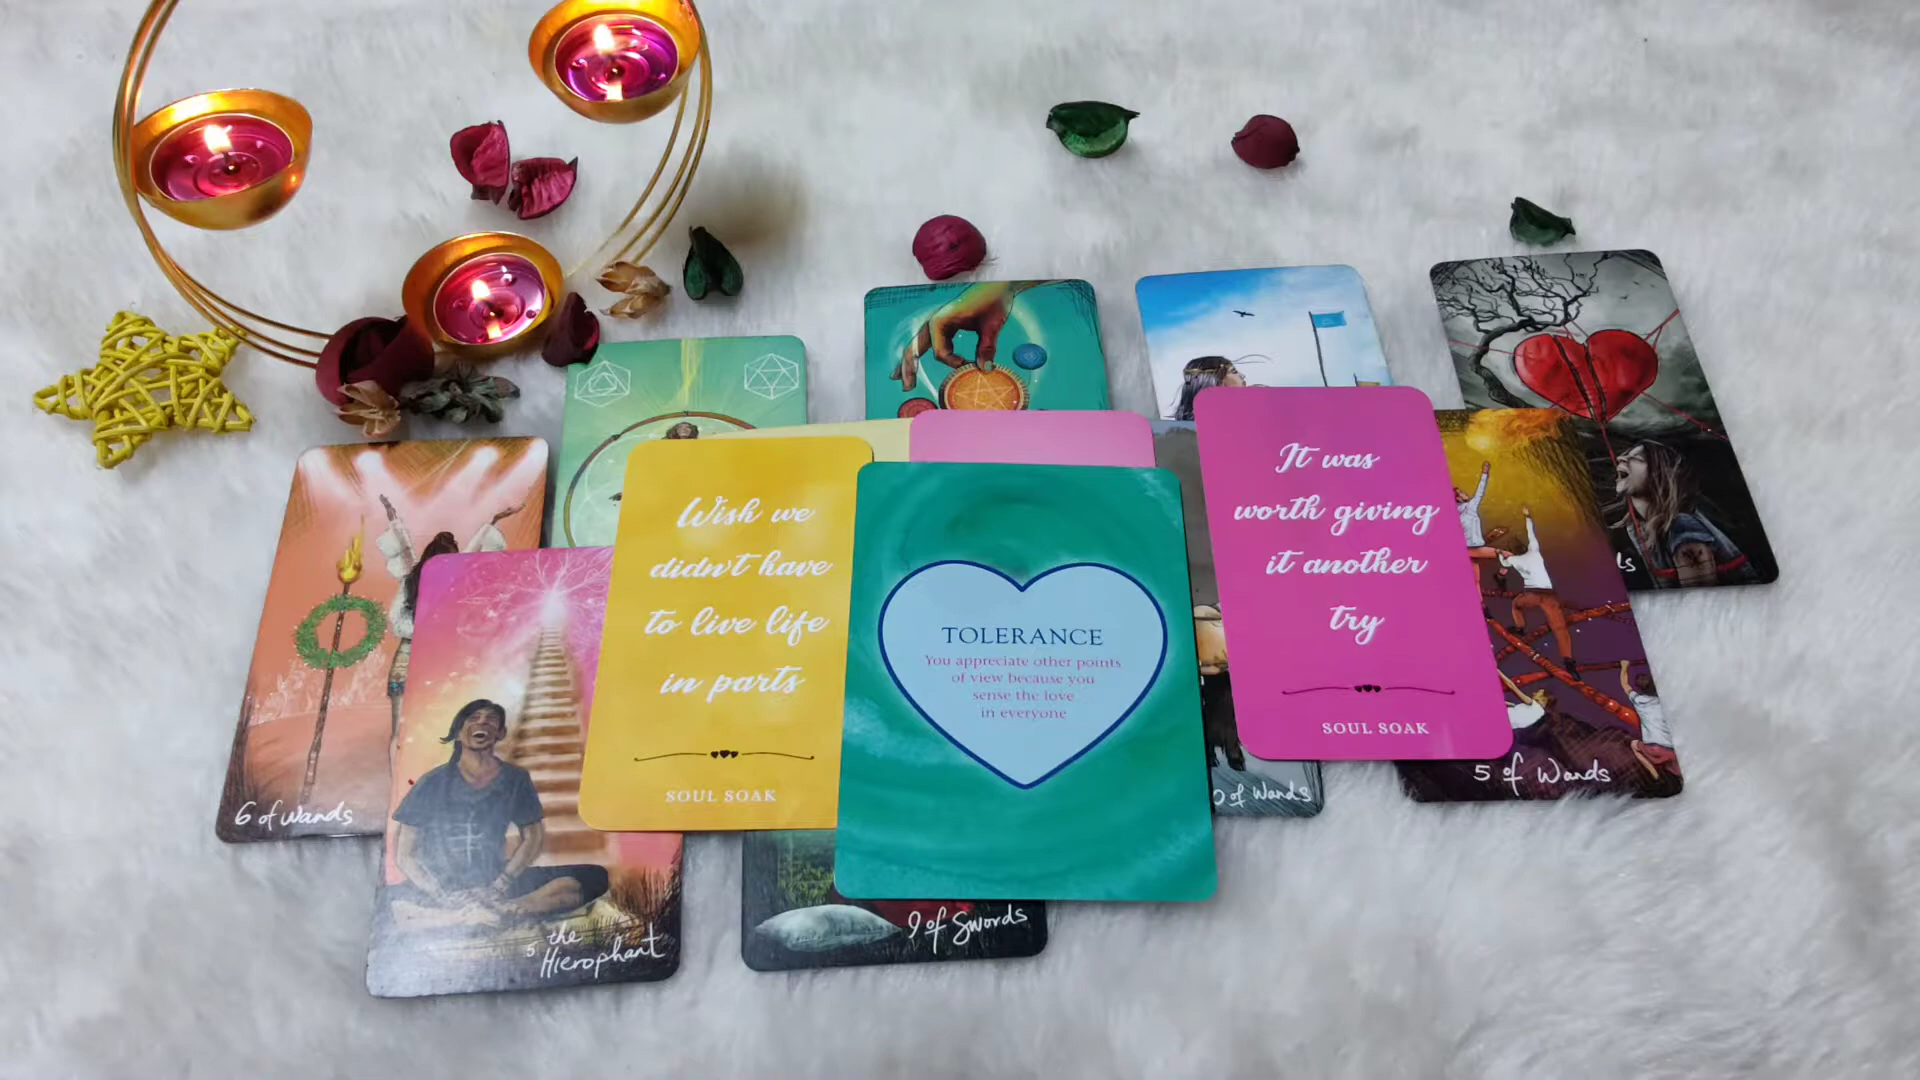 Wish we
didn't have
to live life
in parts
SOUL SOAK
TOLERANCE
You appreciate other points
of view because you
sense the love
in everyone
It was
worth giving
it another
try
SOUL SOAK
6 of Wands
5 the
Hierophant
9 of Swords
of Wands
5 of Wands